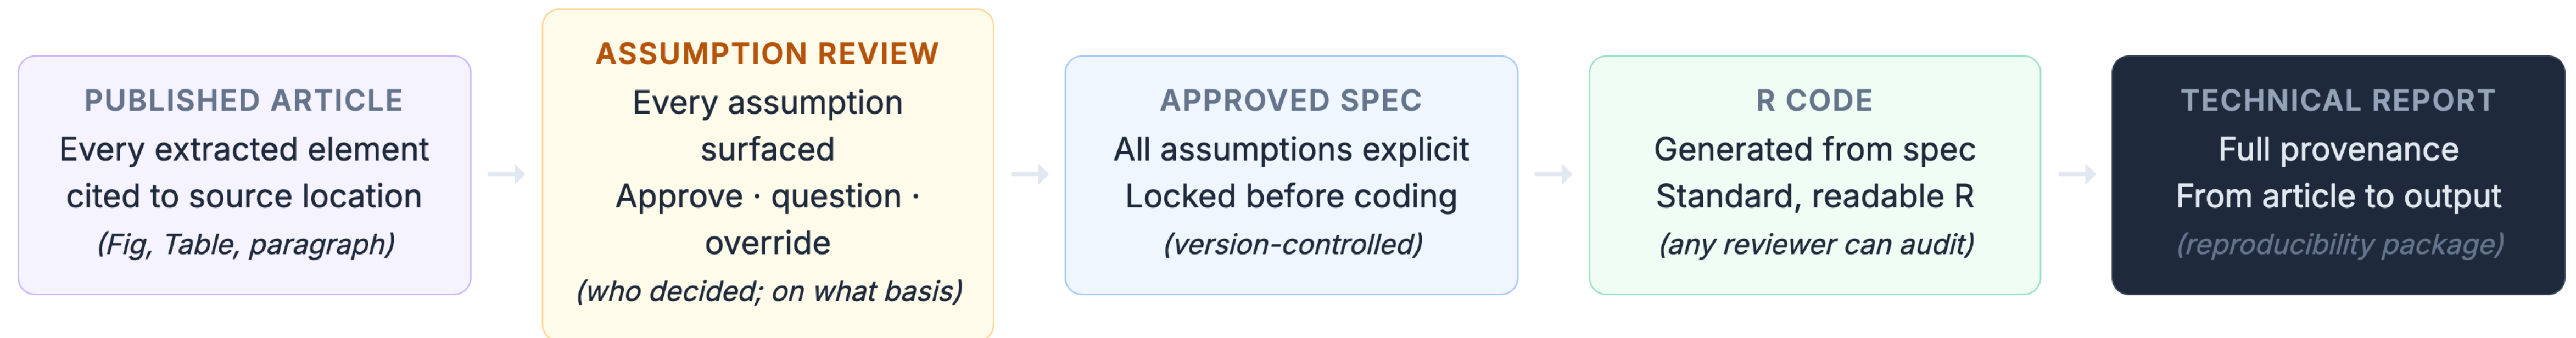 PUBLISHED ARTICLE
Every extracted element
cited to source location
(Fig, Table, paragraph)
ASSUMPTION REVIEW
Every assumption
surfaced
Approve · question ·
override
(who decided; on what basis)
APPROVED SPEC
All assumptions explicit
Locked before coding
(version-controlled)
R CODE
Generated from spec
Standard, readable R
(any reviewer can audit)
TECHNICAL REPORT
Full provenance
From article to output
(reproducibility package)